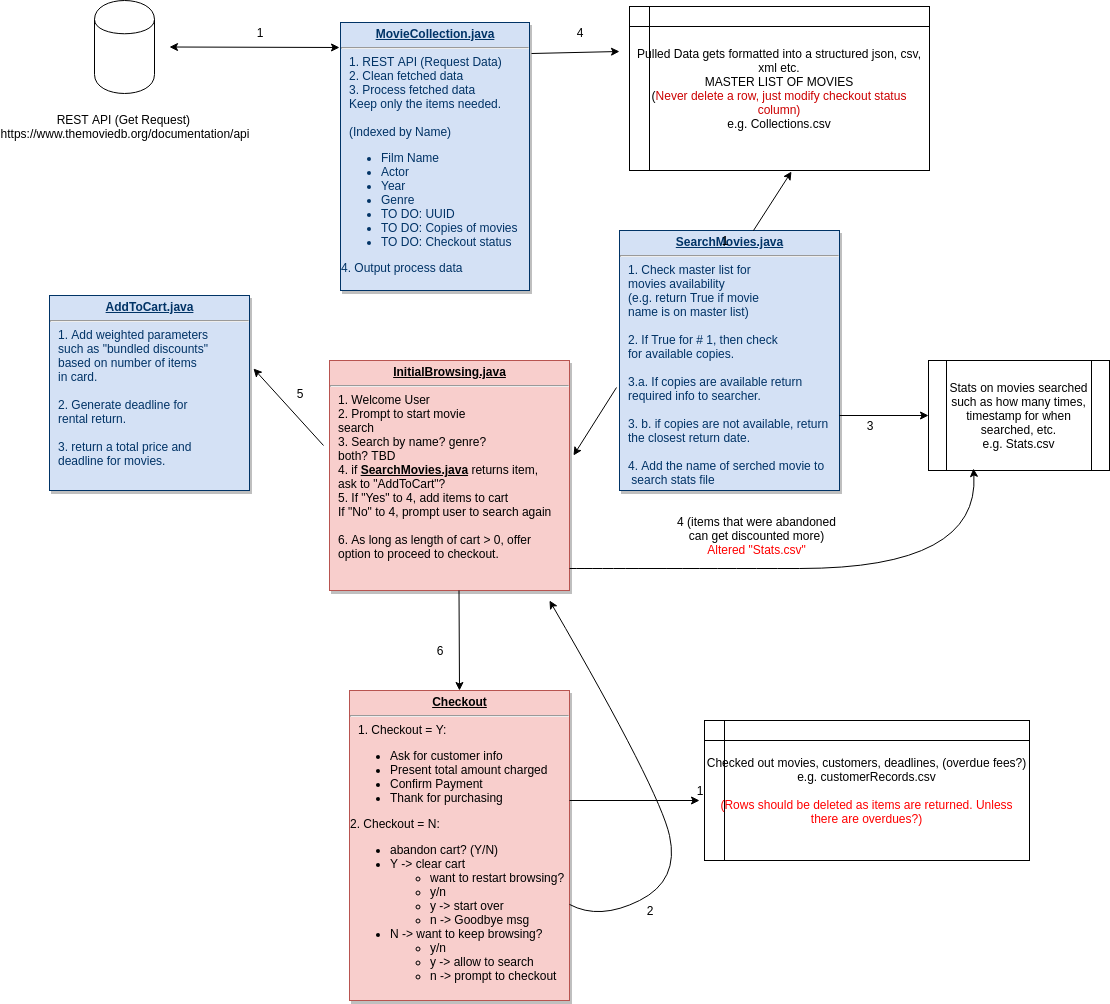 1
REST API (Get Request)
https://www.themoviedb.org/documentation/api
MovieCollection.java
1. REST API (Request Data)
2. Clean fetched data
3. Process fetched data
Keep only the items needed.
(Indexed by Name)
Film Name
Actor
Year
Genre
TO DO: UUID
TO DO: Copies of movies
TO DO: Checkout status
4. Output process data
4
Pulled Data gets formatted into a structured json, csv,
xml etc.
MASTER LIST OF MOVIES
(Never delete a row, just modify checkout status
column)
e.g. Collections.csv
SearchMovies.java
1
1. Check master list for
movies availability
(e.g. return True if movie
name is on master list)
2. If True for # 1, then check
for available copies.
3.a. If copies are available return
required info to searcher.
3. b. if copies are not available, return
the closest return date.
4. Add the name of serched movie to
search stats file
3
Stats on movies searched
such as how many times,
timestamp for when
searched, etc.
e.g. Stats.csv
AddToCart.java
1. Add weighted parameters
such as "bundled discounts"
based on number of items
in card.
2. Generate deadline for
rental return.
3. return a total price and
deadline for movies.
5
InitialBrowsing.java
1. Welcome User
2. Prompt to start movie
search
3. Search by name? genre?
both? TBD
4. if SearchMovies.java returns item,
ask to "AddToCart"?
5. If "Yes" to 4, add items to cart
If "No" to 4, prompt user to search again
6. As long as length of cart > 0, offer
option to proceed to checkout.
4 (items that were abandoned
can get discounted more)
Altered "Stats.csv"
6
Checkout
1. Checkout = Y:
Ask for customer info
Present total amount charged
Confirm Payment
Thank for purchasing
2. Checkout = N:
abandon cart? (Y/N)
Y -> clear cart
want to restart browsing?
y/n
y -> start over
n -> Goodbye msg
N -> want to keep browsing?
y/n
y -> allow to search
n -> prompt to checkout
1
2
Checked out movies, customers, deadlines, (overdue fees?)
e.g. customerRecords.csv
(Rows should be deleted as items are returned. Unless
there are overdues?)